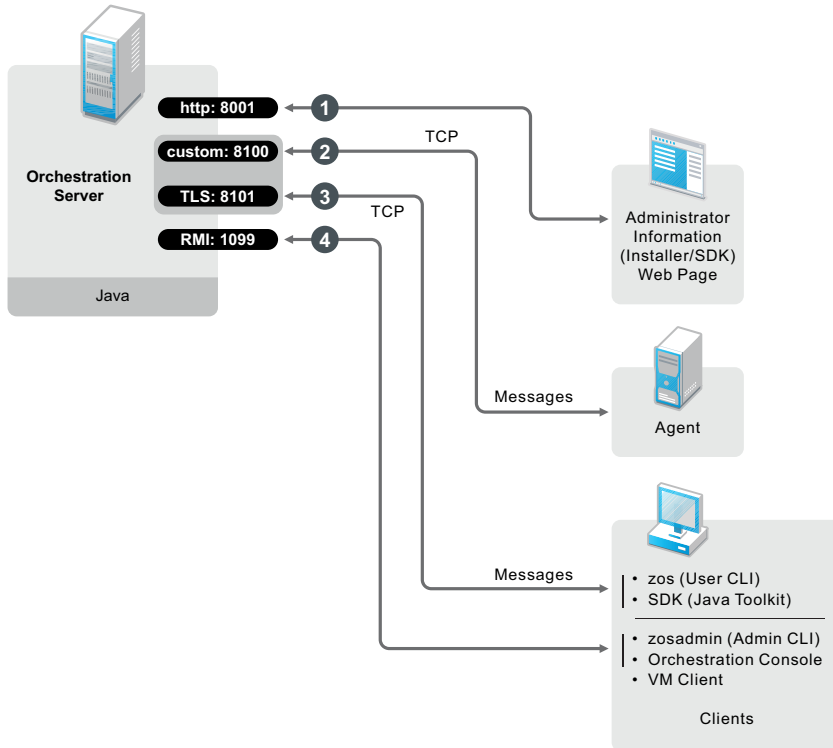 http: 8001
1
custom: 8100
2
TCP
Orchestration
Server
TLS: 8101
3
TCP
RMI: 1099
4
Java
Administrator
Information
(Installer/SDK)
Web Page
Messages
Agent
Messages
• zos (User CLI)
• SDK (Java Toolkit)
• zosadmin (Admin CLI)
• Orchestration Console
• VM Client
Clients